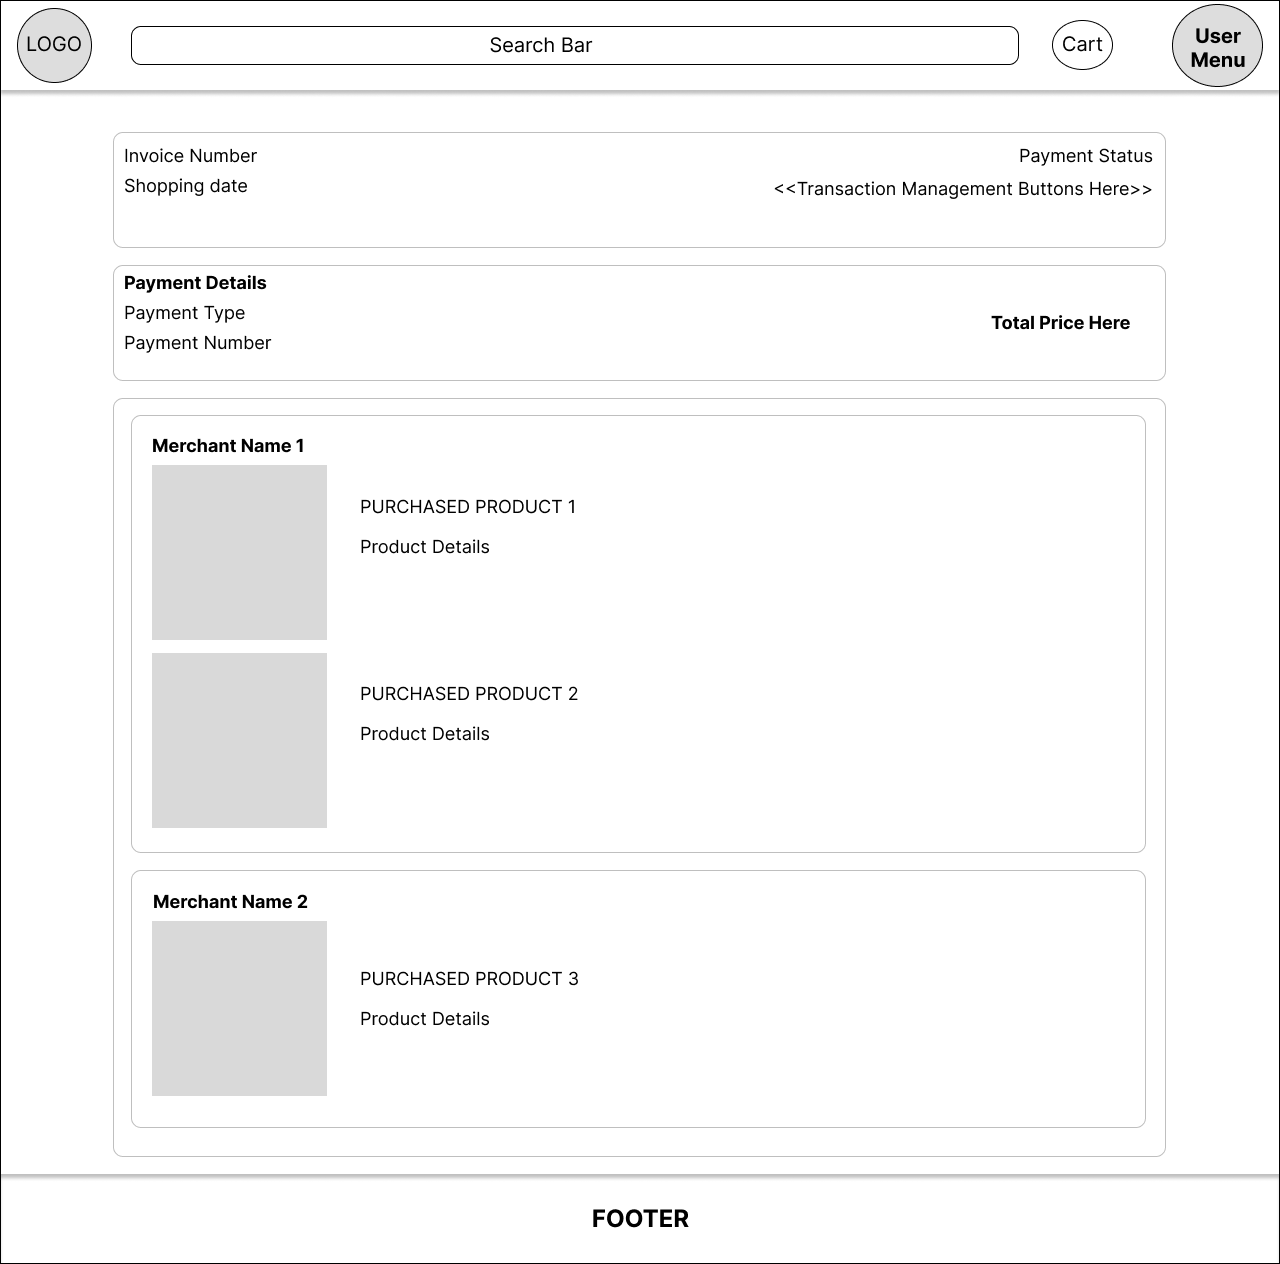 LOGO
Search Bar
Cart
User
Menu
Invoice Number
Payment Status
Shopping date
<<Transaction Management Buttons Here>>
Payment Details
Payment Type
Total Price Here
Payment Number
Merchant Name 1
PURCHASED PRODUCT 1
Product Details
PURCHASED PRODUCT 2
Product Details
Merchant Name 2
PURCHASED PRODUCT 3
Product Details
FOOTER